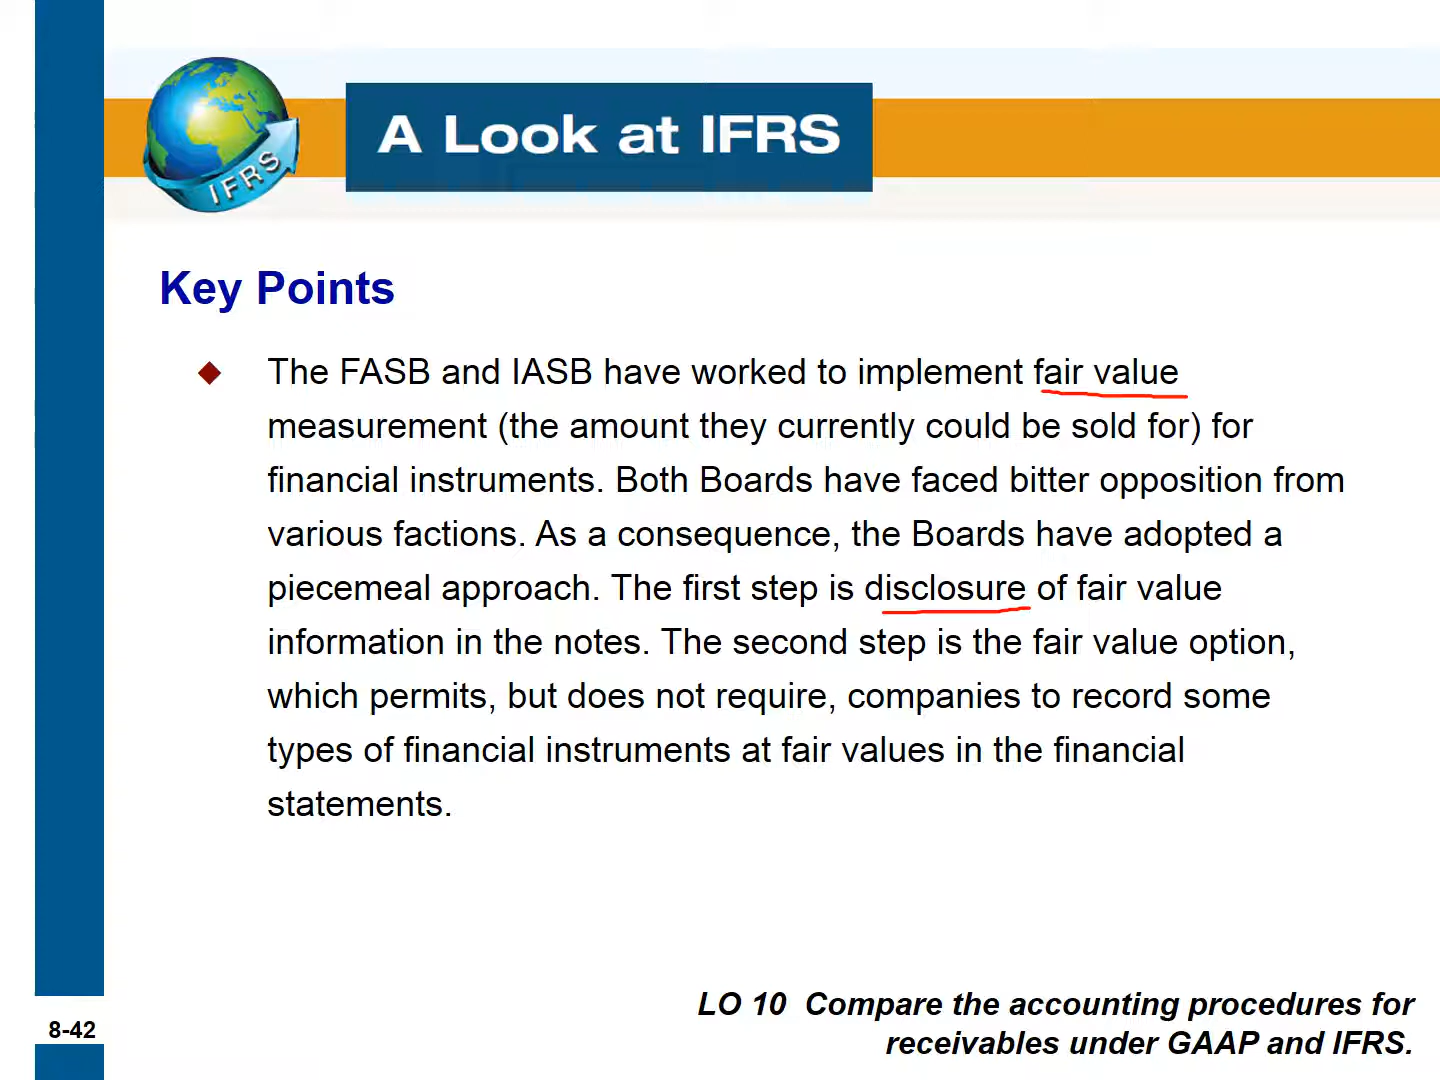 IFRS
A Look at IFRS
Key Points
The FASB and IASB have worked to implement fair value
measurement (the amount they currently could be sold for) for
financial instruments. Both Boards have faced bitter opposition from
various factions. As a consequence, the Boards have adopted a
piecemeal approach. The first step is disclosure of fair value
information in the notes. The second step is the fair value option,
which permits, but does not require, companies to record some
types of financial instruments at fair values in the financial
statements.
LO 10 Compare the accounting procedures for
receivables under GAAP and IFRS.
8-42